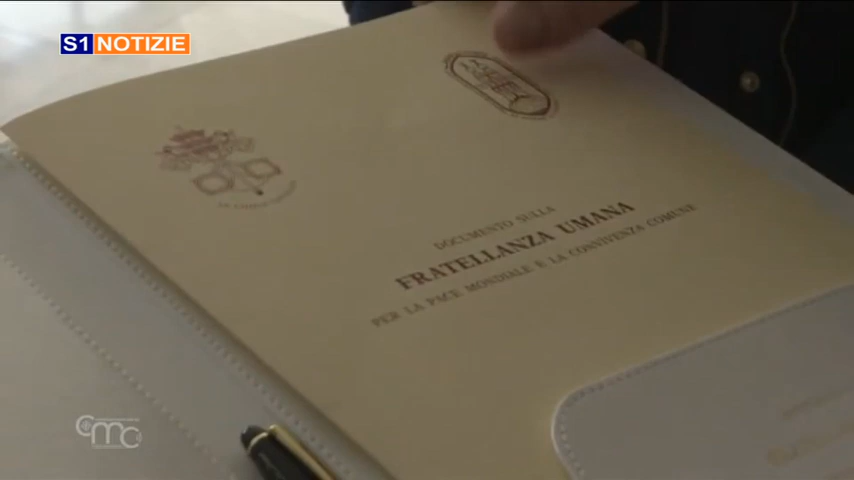 S1 NOTIZIE
DOCUMENTO SULLA
FRATELLANZA UMANA
PER LA PACE MONDIALE E LA CONVIVENZA COMUNE
CMC